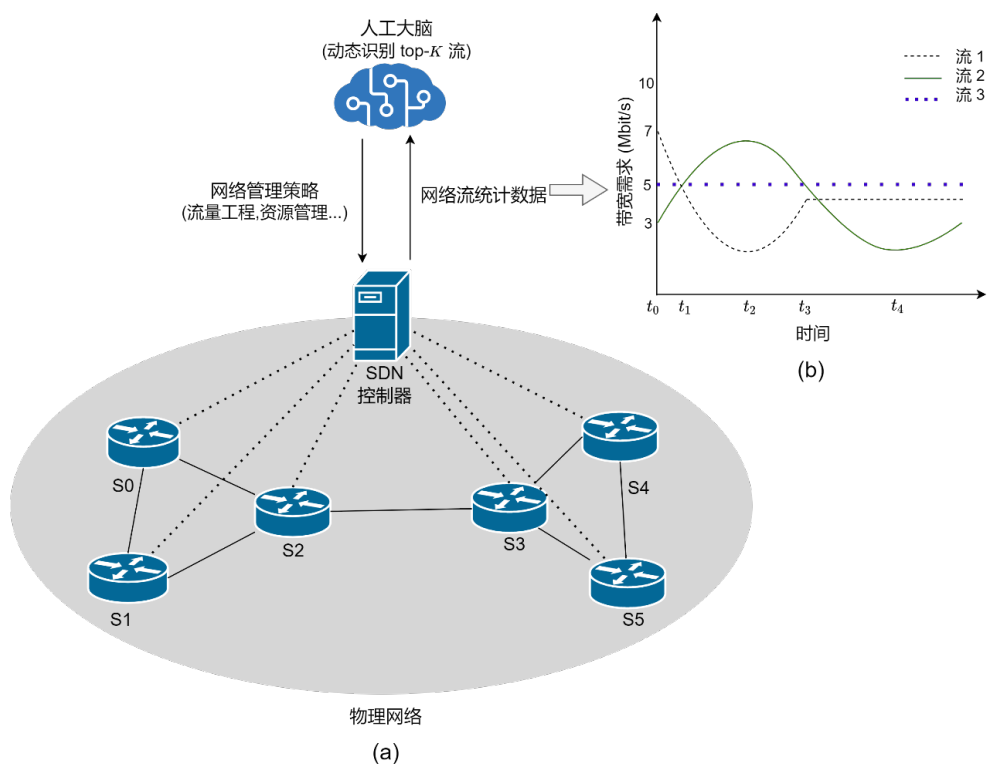 人工大脑
(动态识别 top-K 流)
网络管理策略
(流量工程,资源管理...)
网络流统计数据
SDN
控制器
S0
S1
S2
S3
S4
S5
物理网络
(a)
带宽需求 (Mbit/s)
10
7
5
3
流 1
流 2
流 3
t0
t1
t2
t3
t4
时间
(b)